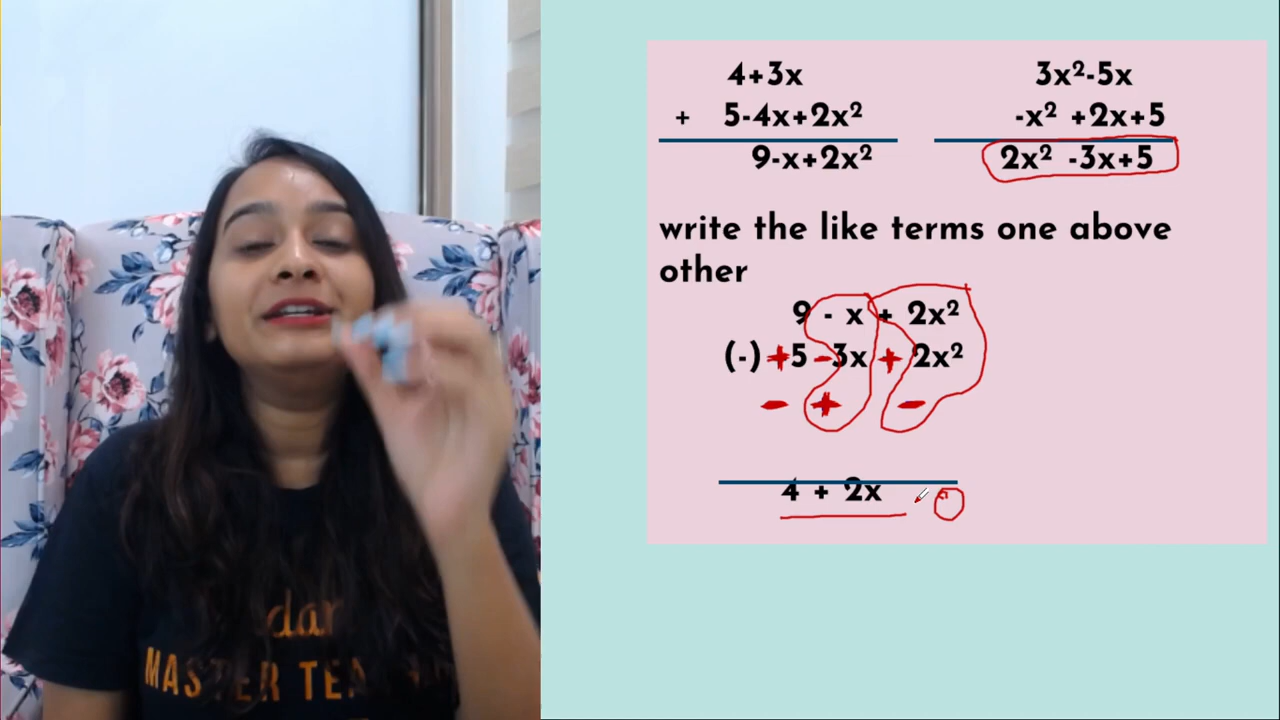 4+3x
+ 5-4x+2x²
9-x+2x²
3x²-5x
-x² +2x+5
2x² -3x+5
write the like terms one above
other
9 - x + 2x²
(-) +5 -3x + 2x²
- + -
4 + 2x
MASTER TEA